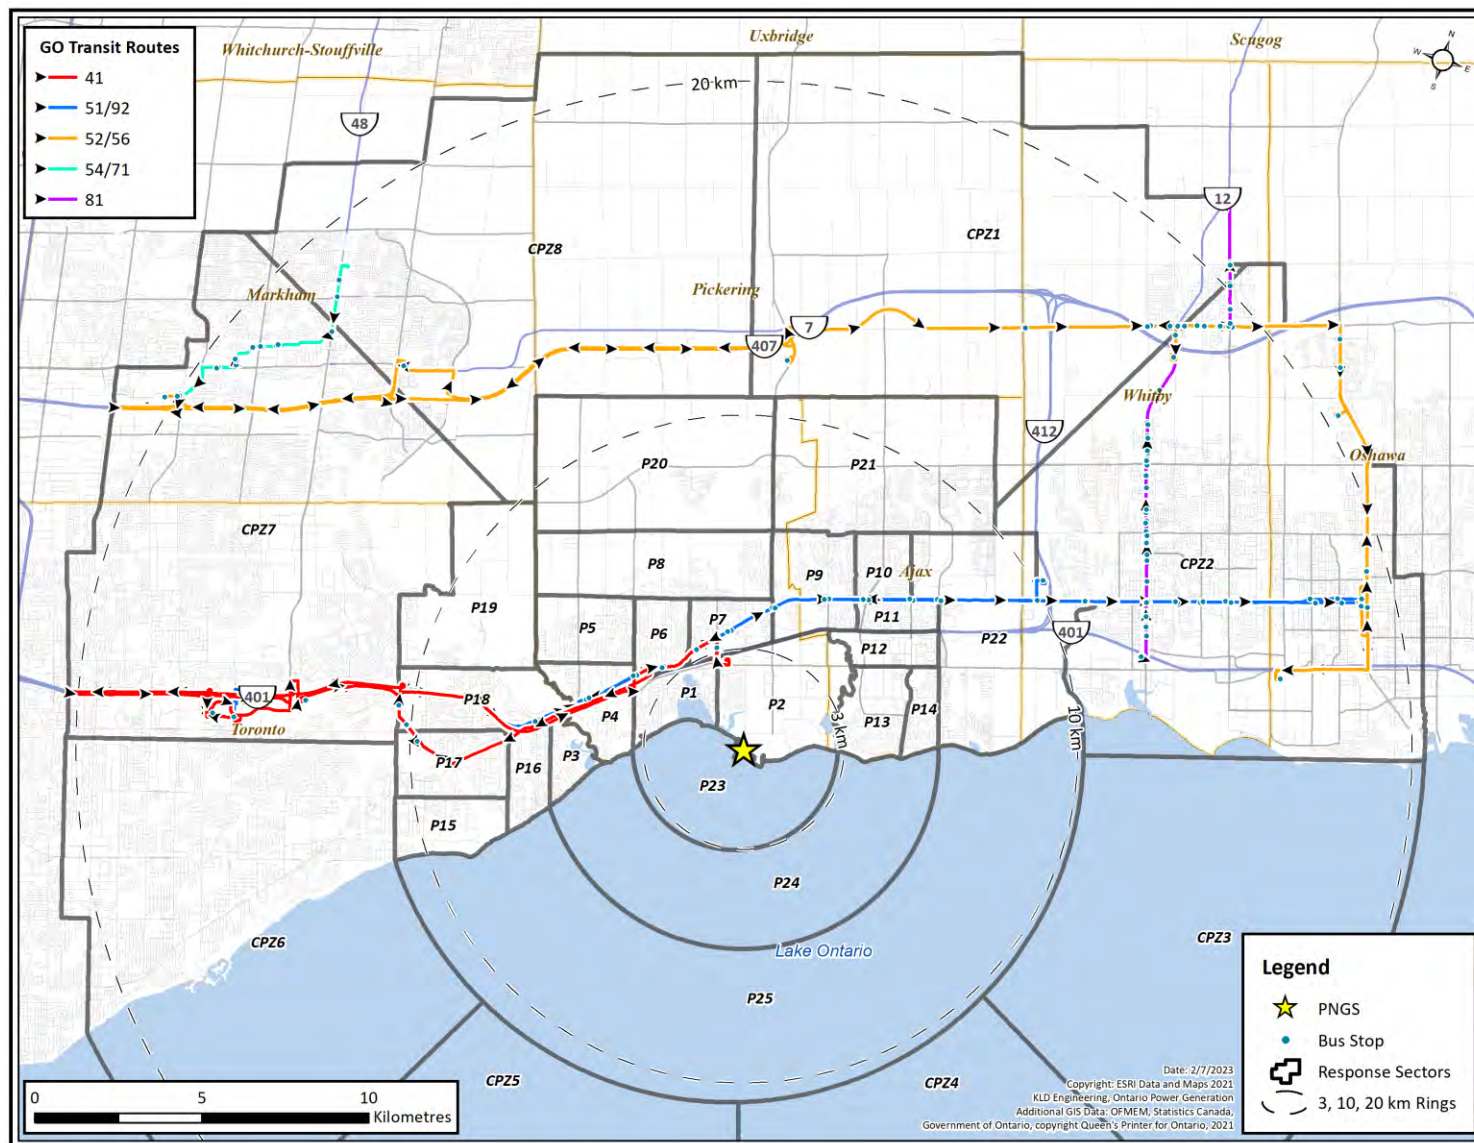 GO Transit Routes
41
51/92
52/56
54/71
81
Whitchurch-Stouffville
Uxbridge
Scugog
N
W
E
S
20 km
48
12
CPZ8
CPZ1
Markham
Pickering
7
407
Whitby
412
Oshawa
P20
P21
CPZ7
P8
P9
P10
Ajax
CPZ2
P19
P5
P6
P7
P11
P22
401
P12
P18
P1
P2
401
Toronto
P4
P13
P14
3 km
10 km
P17
P16
P3
P23
P15
P24
CPZ6
Lake Ontario
CPZ3
P25
CPZ5
CPZ4
Legend
PNGS
Bus Stop
Response Sectors
3, 10, 20 km Rings
0
5
10
Kilometres
Date: 2/7/2023
Copyright: ESRI Data and Maps 2021
KLD Engineering, Ontario Power Generation
Additional GIS Data: OFMEM, Statistics Canada,
Government of Ontario, copyright Queen's Printer for Ontario, 2021